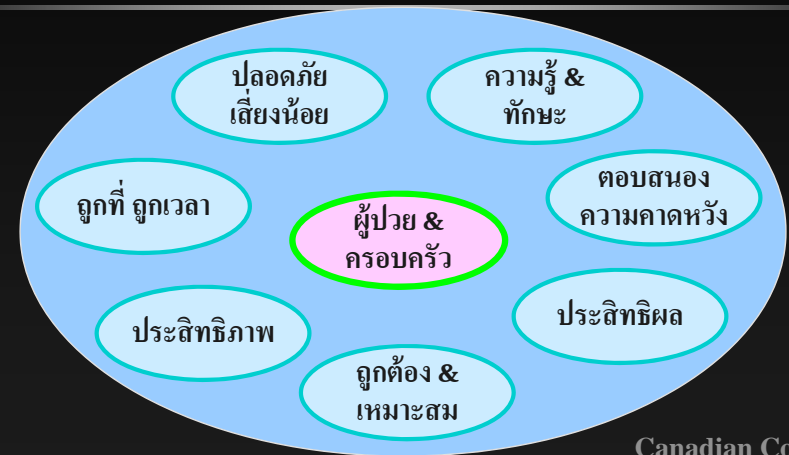 ปลอดภัย
เสี่ยงน้อย
ความรู้ &
ทักษะ
ถูกที่ ถูกเวลา
ตอบสนอง
ความคาดหวัง
ผู้ป่วย &
ครอบครัว
ประสิทธิภาพ
ประสิทธิผล
ถูกต้อง &
เหมาะสม
Canadian